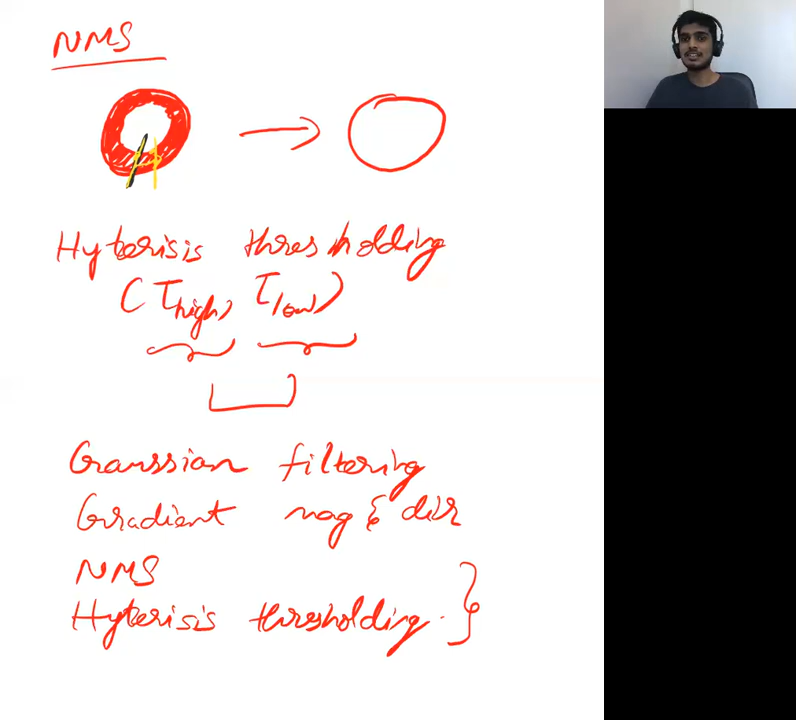 NMS
Hyterisis thresholding
(Thigh, Tlow)
Gaussian filtering
Gradient mag & dir
NMS
Hyterisis thresholding.